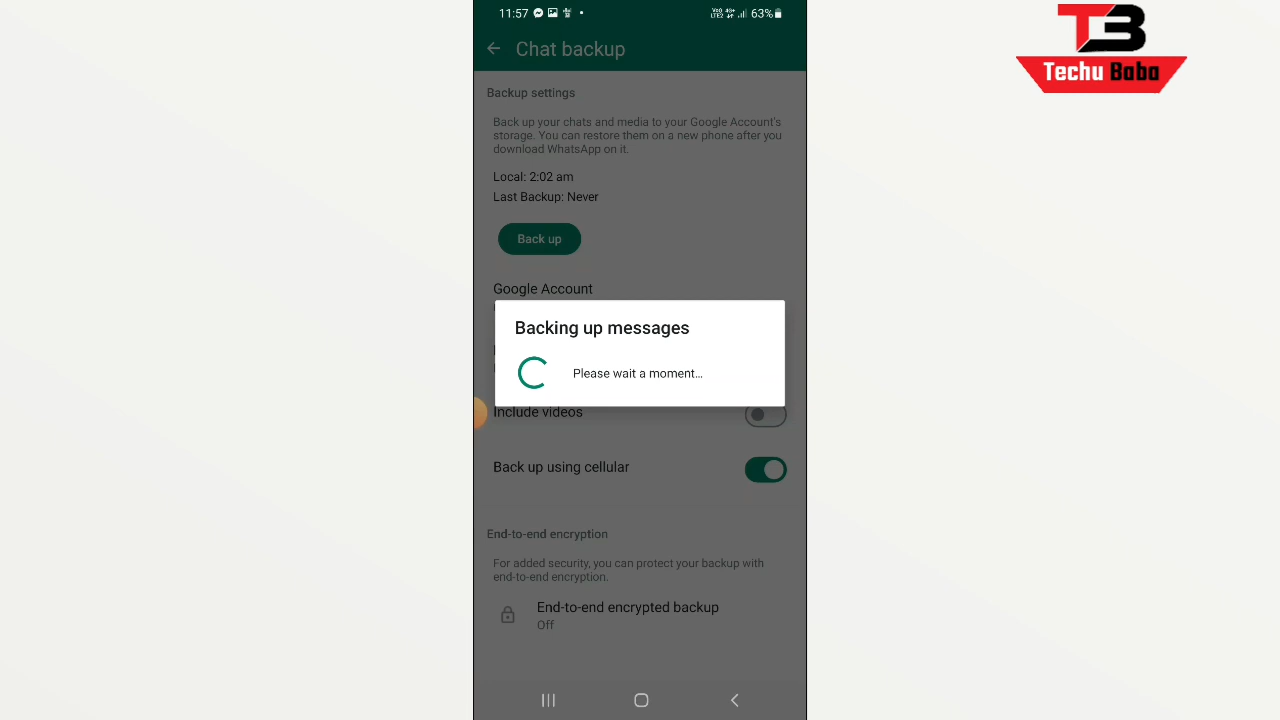 11:57
Vo) 4G+
LTE2 63%
Chat backup
Backup settings
Back up your chats and media to your Google Account's
storage. You can restore them on a new phone after you
download WhatsApp on it.
Local: 2:02 am
Last Backup: Never
Back up
Google Account
Backing up messages
Please wait a moment...
Include videos
Back up using cellular
End-to-end encryption
For added security, you can protect your backup with
end-to-end encryption.
End-to-end encrypted backup
Off
TB
Techu Baba